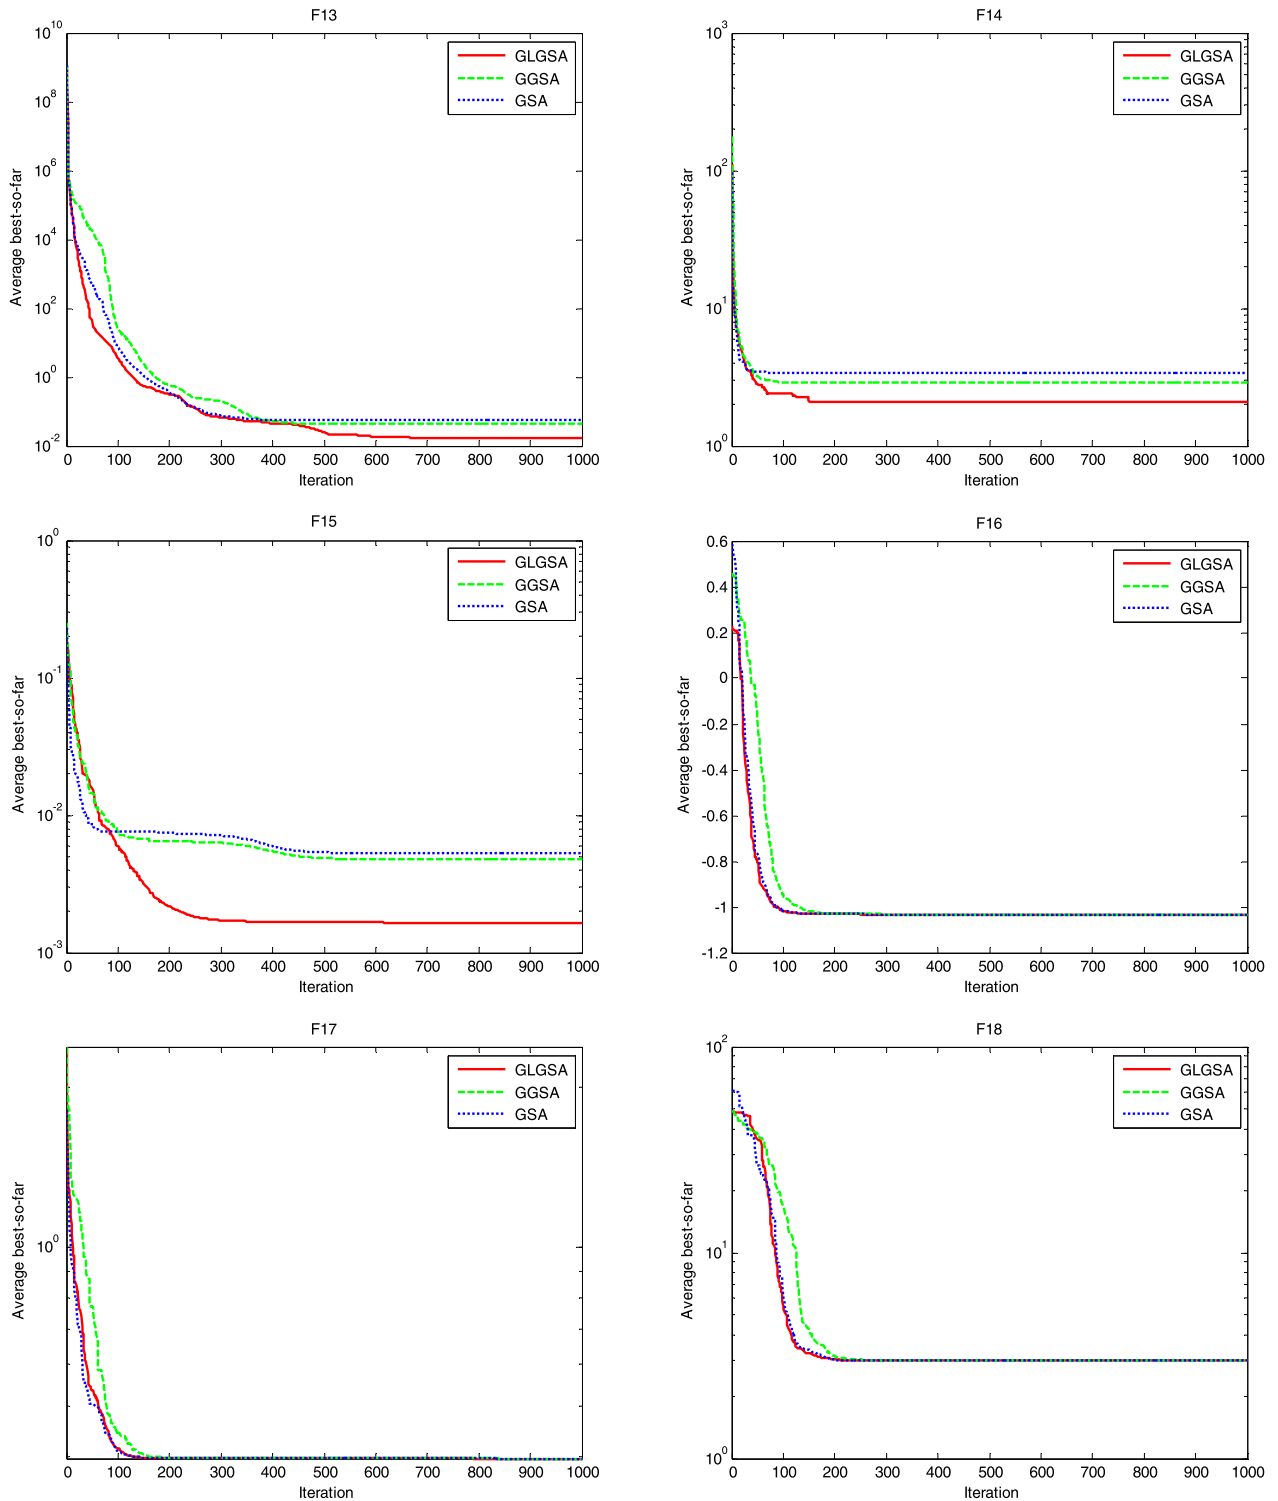 F13
10^10
10^8
10^6
10^4
10^2
10^0
10^-2
Average best-so-far
0 100 200 300 400 500 600 700 800 900 1000
Iteration
GLGSA
GGSA
GSA
F14
10^3
10^2
10^1
10^0
Average best-so-far
0 100 200 300 400 500 600 700 800 900 1000
Iteration
GLGSA
GGSA
GSA
F15
10^0
10^-1
10^-2
10^-3
Average best-so-far
0 100 200 300 400 500 600 700 800 900 1000
Iteration
GLGSA
GGSA
GSA
F16
0.6
0.4
0.2
0
-0.2
-0.4
-0.6
-0.8
-1
-1.2
Average best-so-far
0 100 200 300 400 500 600 700 800 900 1000
Iteration
GLGSA
GGSA
GSA
F17
10^0
Average best-so-far
0 100 200 300 400 500 600 700 800 900 1000
Iteration
GLGSA
GGSA
GSA
F18
10^2
10^1
10^0
Average best-so-far
0 100 200 300 400 500 600 700 800 900 1000
Iteration
GLGSA
GGSA
GSA